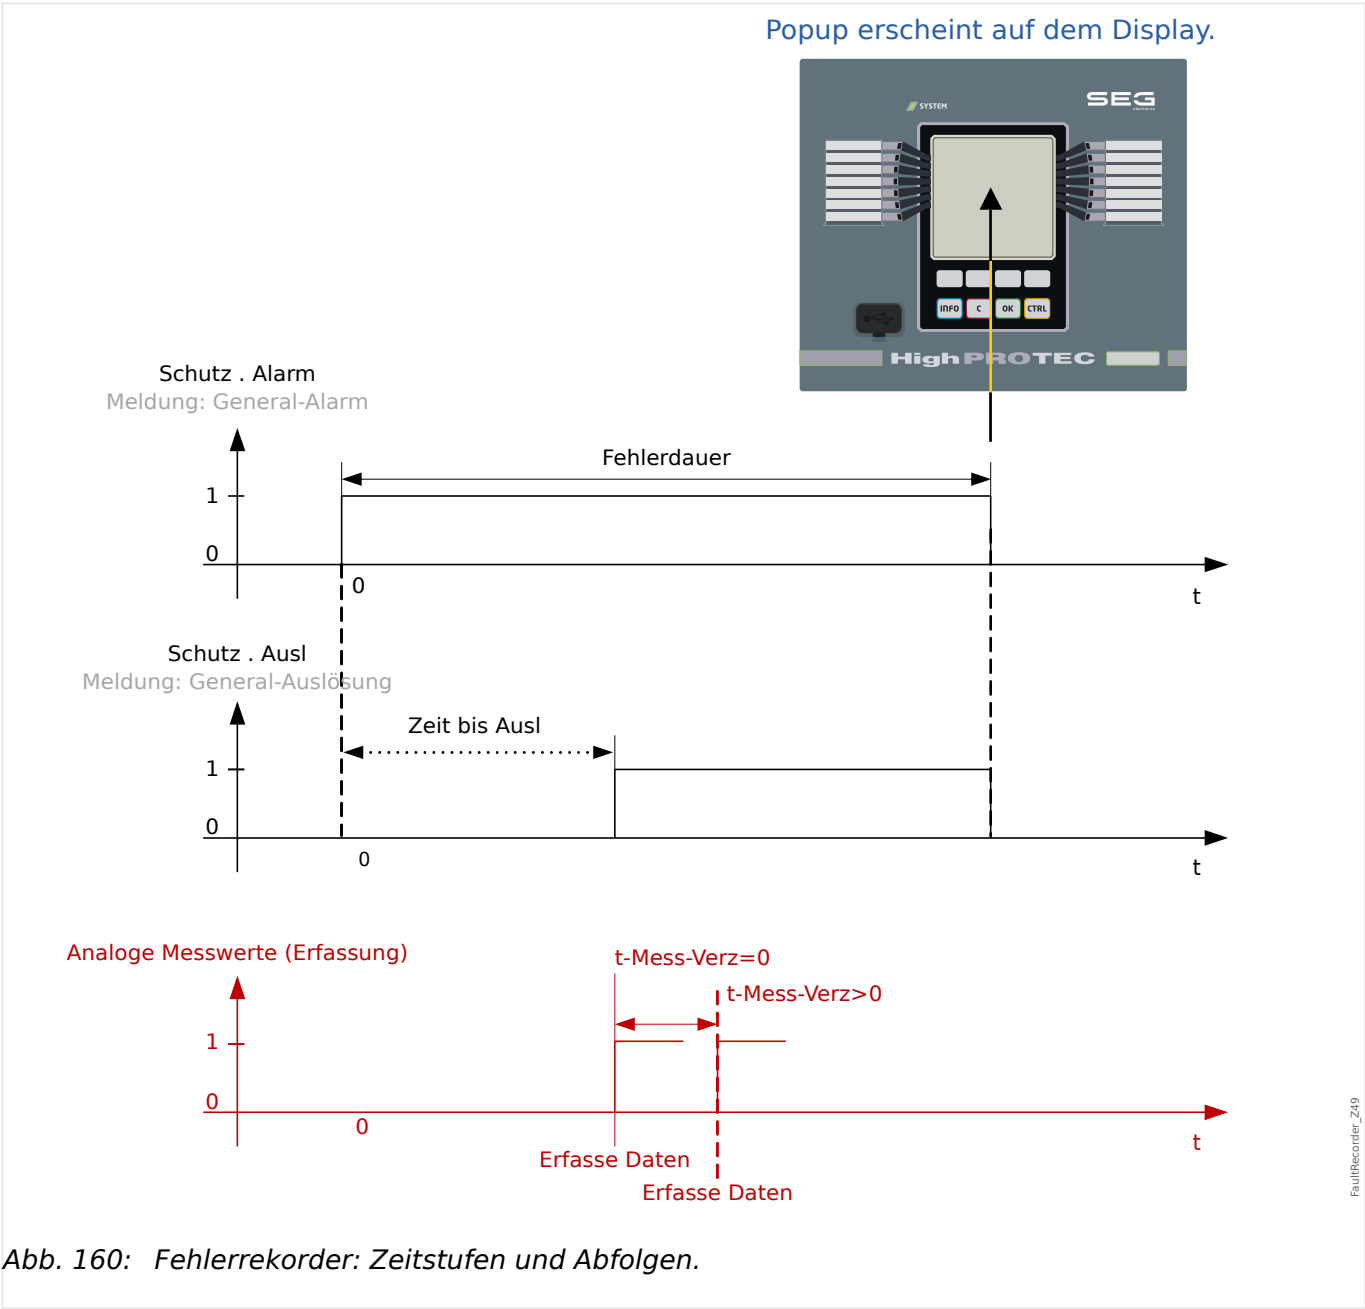 Popup erscheint auf dem Display.
SYSTEM
SEG
INFO
C
OK
CTRL
HighPROTEC
Schutz . Alarm
Meldung: General-Alarm
Fehlerdauer
1
0
0
t
Schutz . Ausl
Meldung: General-Auslösung
Zeit bis Ausl
1
0
0
t
Analoge Messwerte (Erfassung)
t-Mess-Verz=0
t-Mess-Verz>0
1
0
0
t
Erfasse Daten
Erfasse Daten
FaultRecorder_Z49
Abb. 160: Fehlerrekorder: Zeitstufen und Abfolgen.